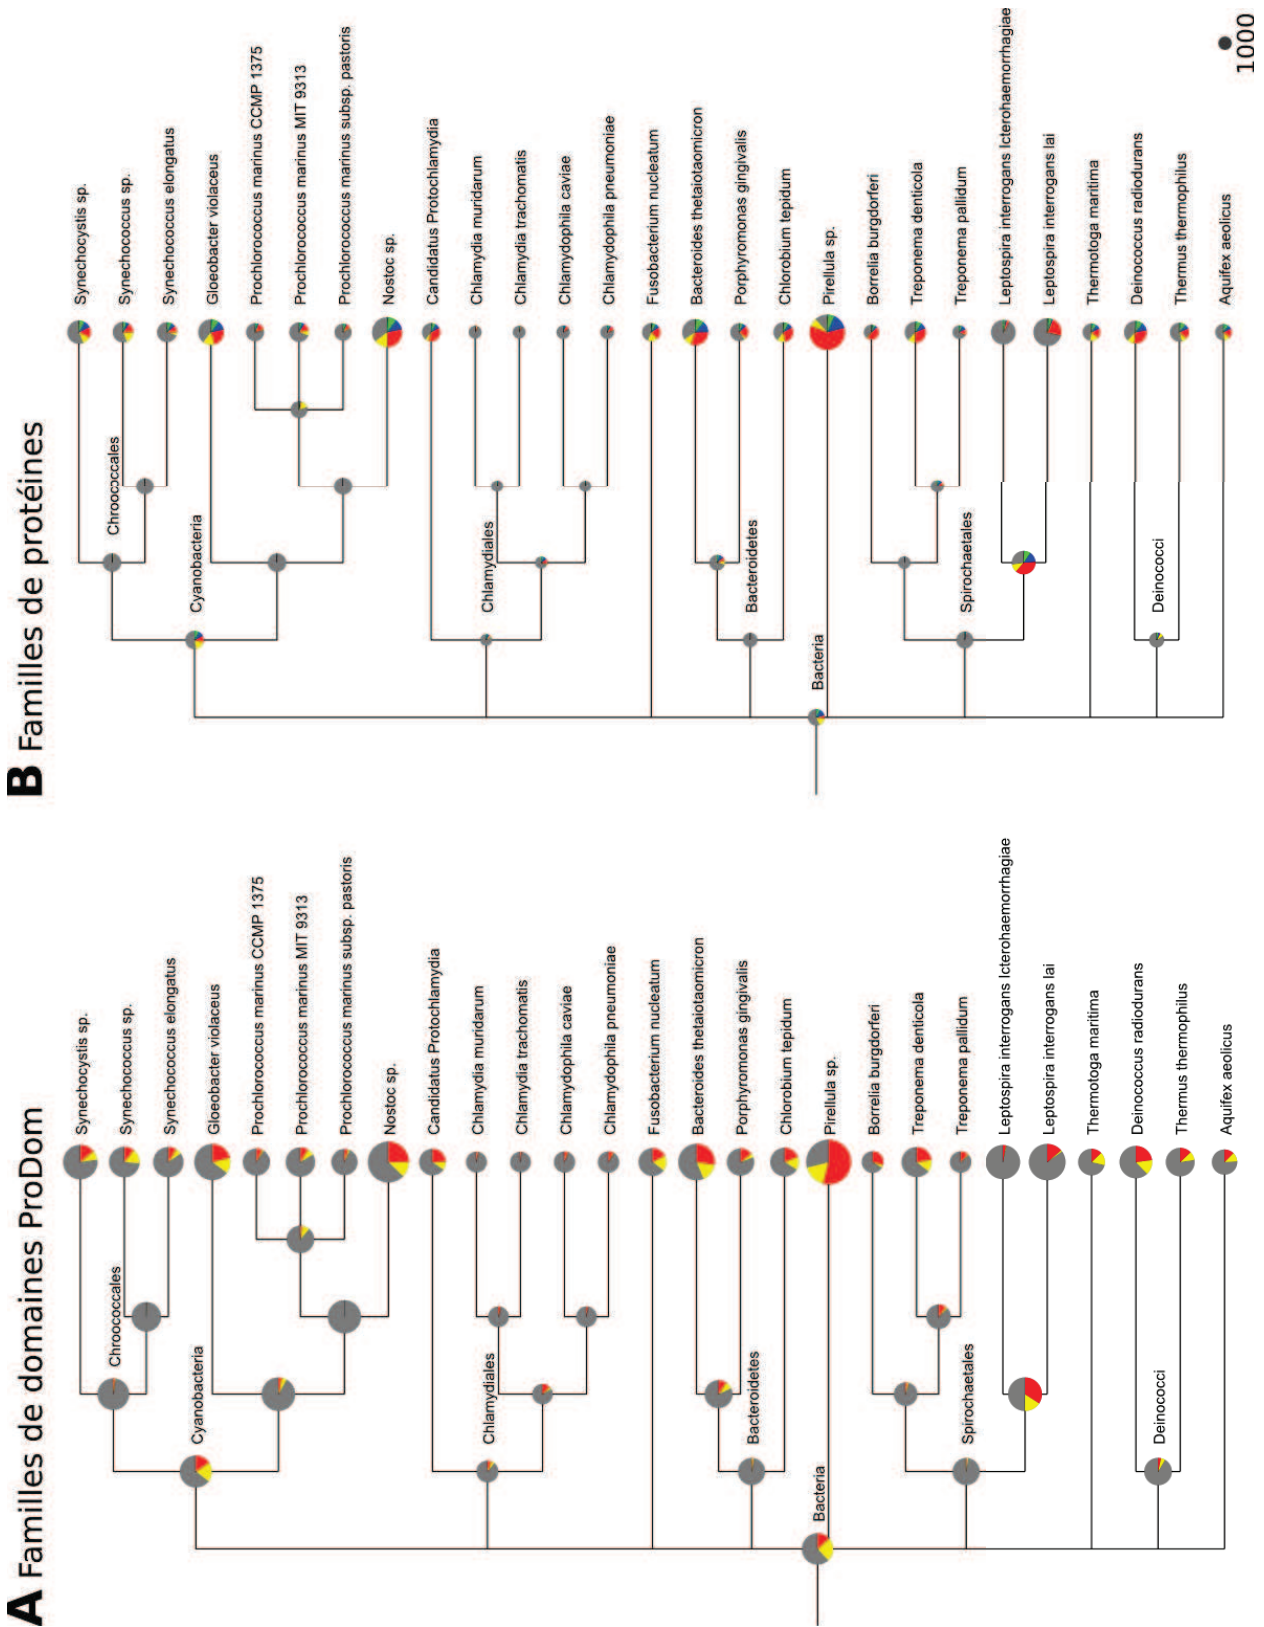 A Familles de domaines ProDom
Synechocystis sp.
Synechococcus sp.
Synechococcus elongatus
Gloeobacter violaceus
Prochlorococcus marinus CCMP 1375
Prochlorococcus marinus MIT 9313
Prochlorococcus marinus subsp. pastoris
Nostoc sp.
Candidatus Protochlamydia
Chlamydia muridarum
Chlamydia trachomatis
Chlamydophila caviae
Chlamydophila pneumoniae
Fusobacterium nucleatum
Bacteroides thetaiotaomicron
Porphyromonas gingivalis
Chlorobium tepidum
Pirellula sp.
Borrelia burgdorferi
Treponema denticola
Treponema pallidum
Leptospira interrogans Icterohaemorrhagiae
Leptospira interrogans lai
Thermotoga maritima
Deinococcus radiodurans
Thermus thermophilus
Aquifex aeolicus
Chroococcales
Cyanobacteria
Chlamydiales
Bacteroidetes
Bacteria
Spirochaetales
Deinococci
B Familles de protéines
Synechocystis sp.
Synechococcus sp.
Synechococcus elongatus
Gloeobacter violaceus
Prochlorococcus marinus CCMP 1375
Prochlorococcus marinus MIT 9313
Prochlorococcus marinus subsp. pastoris
Nostoc sp.
Candidatus Protochlamydia
Chlamydia muridarum
Chlamydia trachomatis
Chlamydophila caviae
Chlamydophila pneumoniae
Fusobacterium nucleatum
Bacteroides thetaiotaomicron
Porphyromonas gingivalis
Chlorobium tepidum
Pirellula sp.
Borrelia burgdorferi
Treponema denticola
Treponema pallidum
Leptospira interrogans Icterohaemorrhagiae
Leptospira interrogans lai
Thermotoga maritima
Deinococcus radiodurans
Thermus thermophilus
Aquifex aeolicus
Chroococcales
Cyanobacteria
Chlamydiales
Bacteroidetes
Bacteria
Spirochaetales
Deinococci
1000